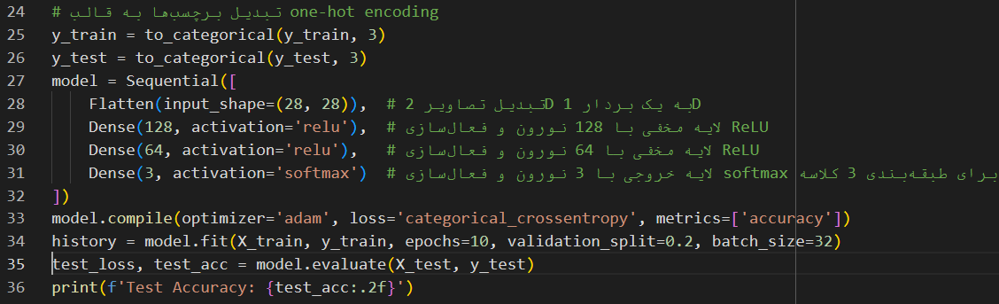 24 # تبدیل برچسب‌ها به قالب one-hot encoding
25 y_train = to_categorical(y_train, 3)
26 y_test = to_categorical(y_test, 3)
27 model = Sequential([
28 Flatten(input_shape=(28, 28)), # تبدیل تصاویر 2D به یک بردار 1D
29 Dense(128, activation='relu'), # لایه مخفی با 128 نورون و فعال‌سازی ReLU
30 Dense(64, activation='relu'), # لایه مخفی با 64 نورون و فعال‌سازی ReLU
31 Dense(3, activation='softmax') # لایه خروجی با 3 نورون و فعال‌سازی softmax برای طبقه‌بندی 3 کلاسه
32 ])
33 model.compile(optimizer='adam', loss='categorical_crossentropy', metrics=['accuracy'])
34 history = model.fit(X_train, y_train, epochs=10, validation_split=0.2, batch_size=32)
35 test_loss, test_acc = model.evaluate(X_test, y_test)
36 print(f'Test Accuracy: {test_acc:.2f}')